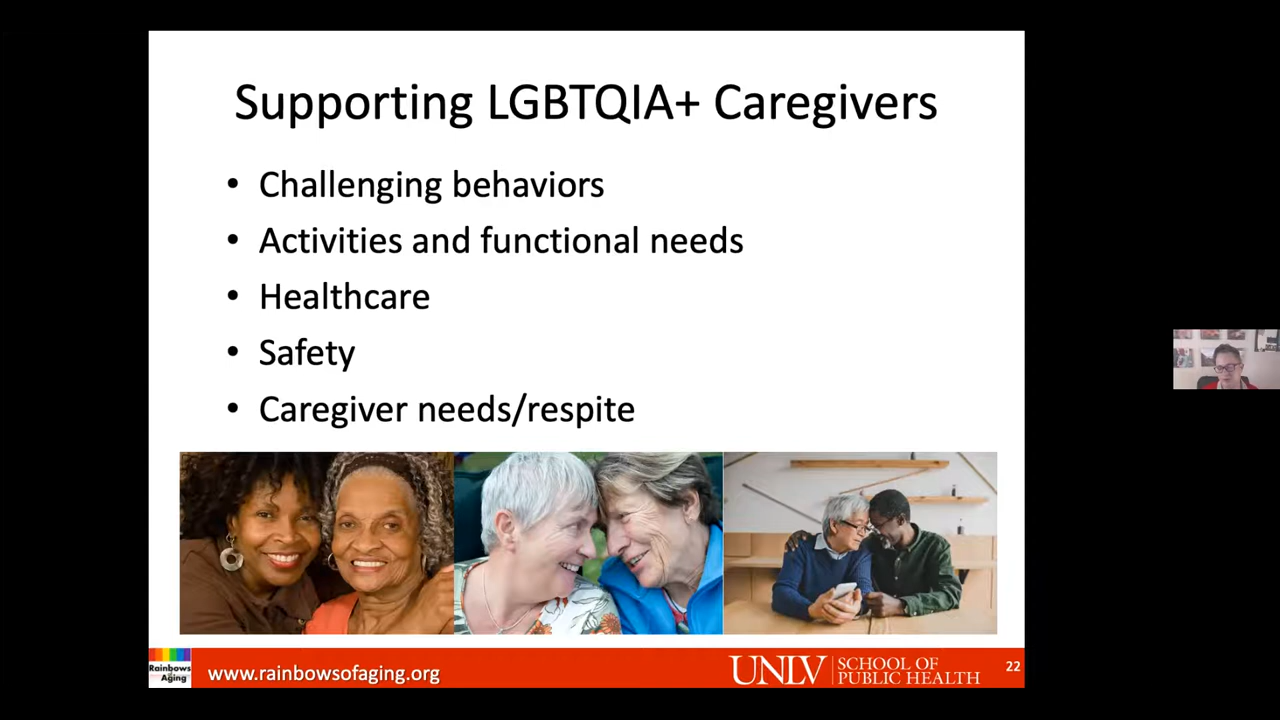 Supporting LGBTQIA+ Caregivers
• Challenging behaviors
• Activities and functional needs
• Healthcare
• Safety
• Caregiver needs/respite
Rainbows
Aging
www.rainbowsofaging.org
UNLV
SCHOOL OF
PUBLIC HEALTH
22